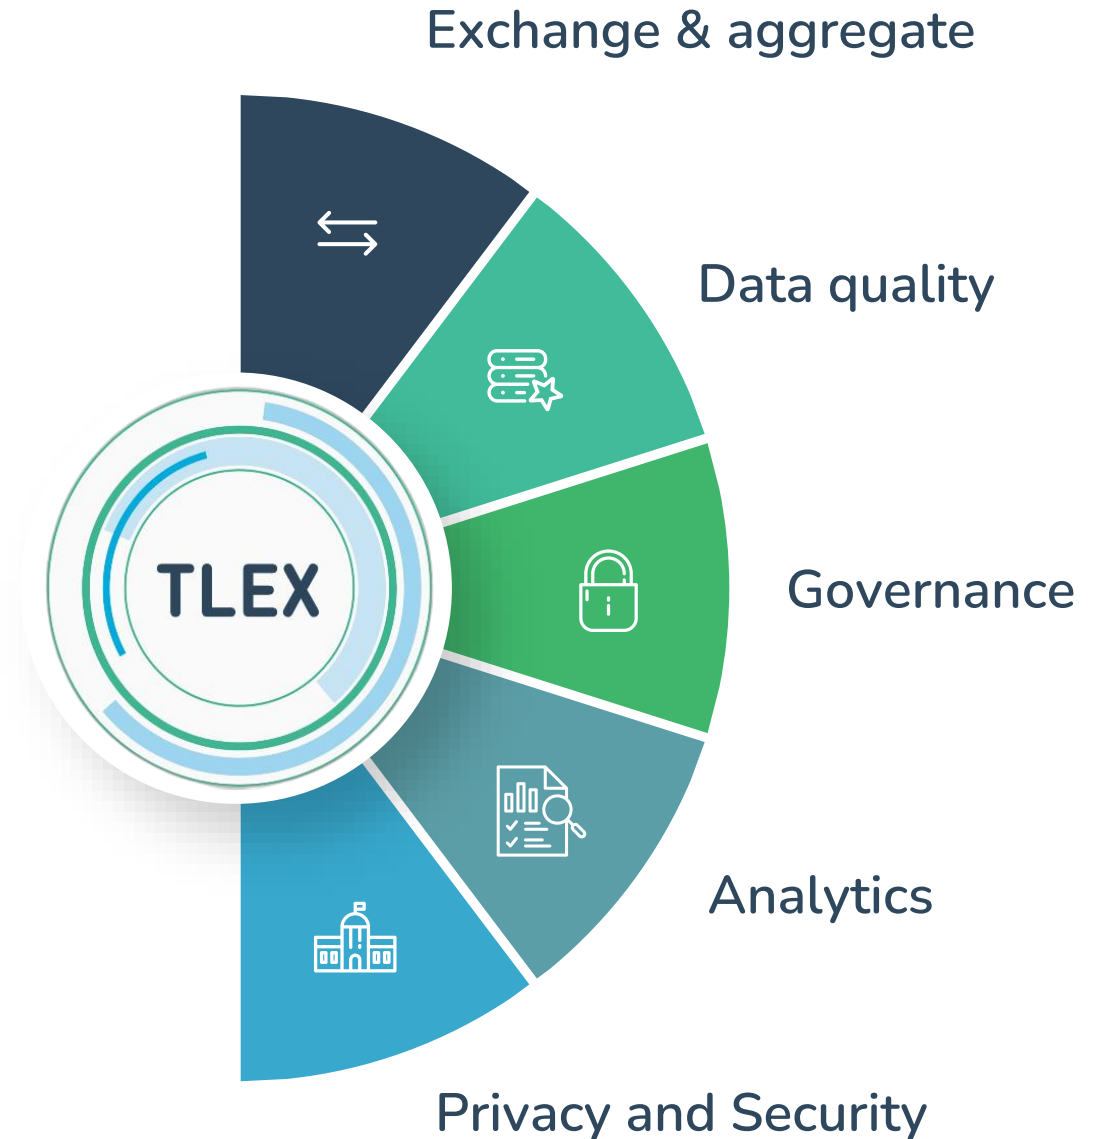 Exchange & aggregate
Data quality
TLEX
Governance
Analytics
Privacy and Security